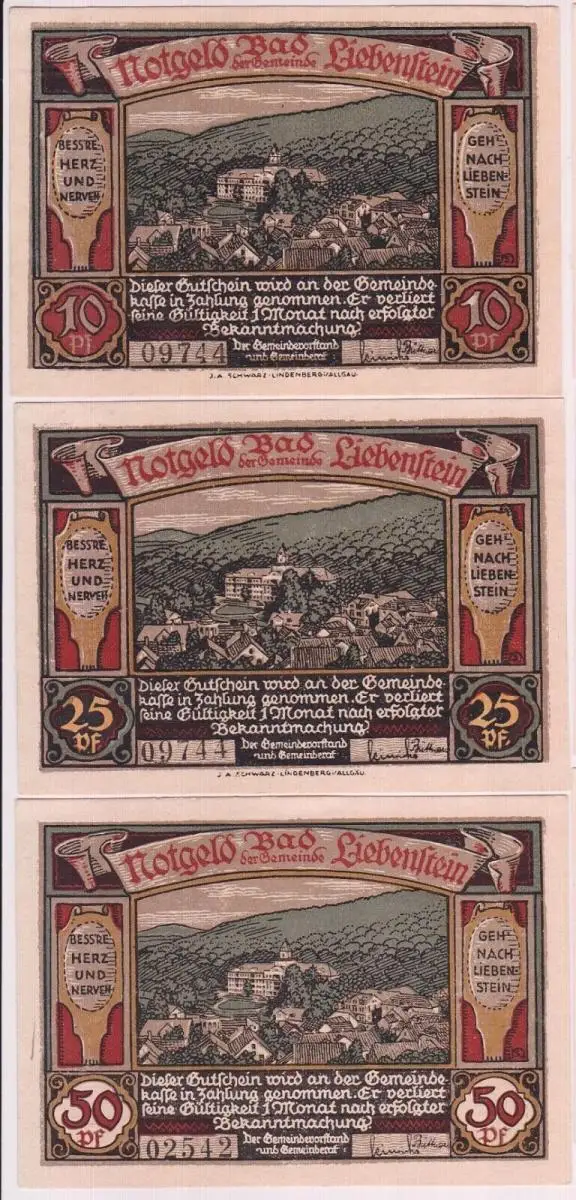 Notgeld Bad Liebenstein
der Gemeinde
BESS'RE
HERZ
UND
NERVEN
GEH'
NACH
LIEBEN-
STEIN
Dieser Gutschein wird an der Gemeinde-
kasse in Zahlung genommen. Er verliert
seine Gültigkeit 1 Monat nach erfolgter
Bekanntmachung
10
Pf
10
Pf
09744
Der Gemeindevorstand
und Gemeinderat
J.A. SCHWARZ·LINDENBERG/ALLGÄU.
Notgeld Bad Liebenstein
der Gemeinde
BESS'RE
HERZ
UND
NERVEN
GEH'
NACH
LIEBEN-
STEIN
Dieser Gutschein wird an der Gemeinde-
kasse in Zahlung genommen. Er verliert
seine Gültigkeit 1 Monat nach erfolgter
Bekanntmachung
25
Pf
25
Pf
09744
Der Gemeindevorstand
und Gemeinderat
J.A. SCHWARZ·LINDENBERG/ALLGÄU.
Notgeld Bad Liebenstein
der Gemeinde
BESS'RE
HERZ
UND
NERVEN
GEH'
NACH
LIEBEN-
STEIN
Dieser Gutschein wird an der Gemeinde-
kasse in Zahlung genommen. Er verliert
seine Gültigkeit 1 Monat nach erfolgter
Bekanntmachung
50
Pf
50
Pf
02542
Der Gemeindevorstand
und Gemeinderat